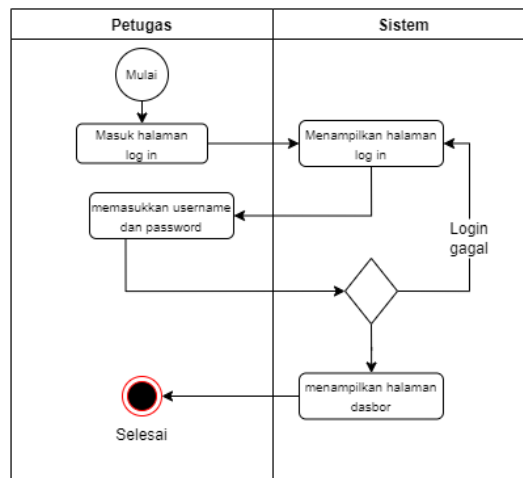 Petugas
Sistem
Mulai
Masuk halaman
log in
Menampilkan halaman
log in
memasukkan username
dan password
Login
gagal
menampilkan halaman
dasbor
Selesai